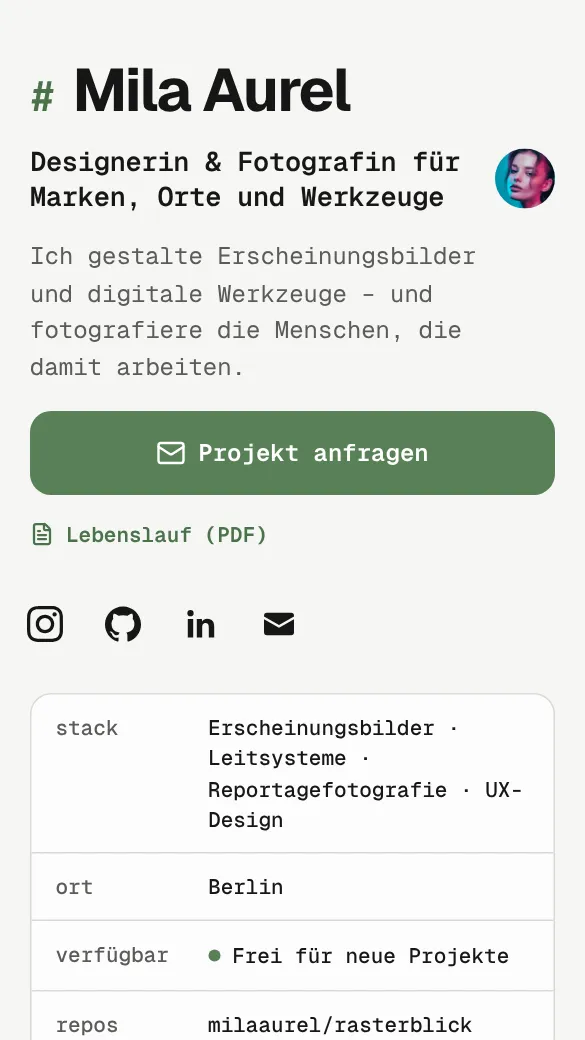 # Mila Aurel
Designerin & Fotografin für
Marken, Orte und Werkzeuge
Ich gestalte Erscheinungsbilder
und digitale Werkzeuge – und
fotografiere die Menschen, die
damit arbeiten.
Projekt anfragen
Lebenslauf (PDF)
in
stack
Erscheinungsbilder ·
Leitsysteme ·
Reportagefotografie · UX-
Design
ort
Berlin
verfügbar
Frei für neue Projekte
repos
milaaurel/rasterblick